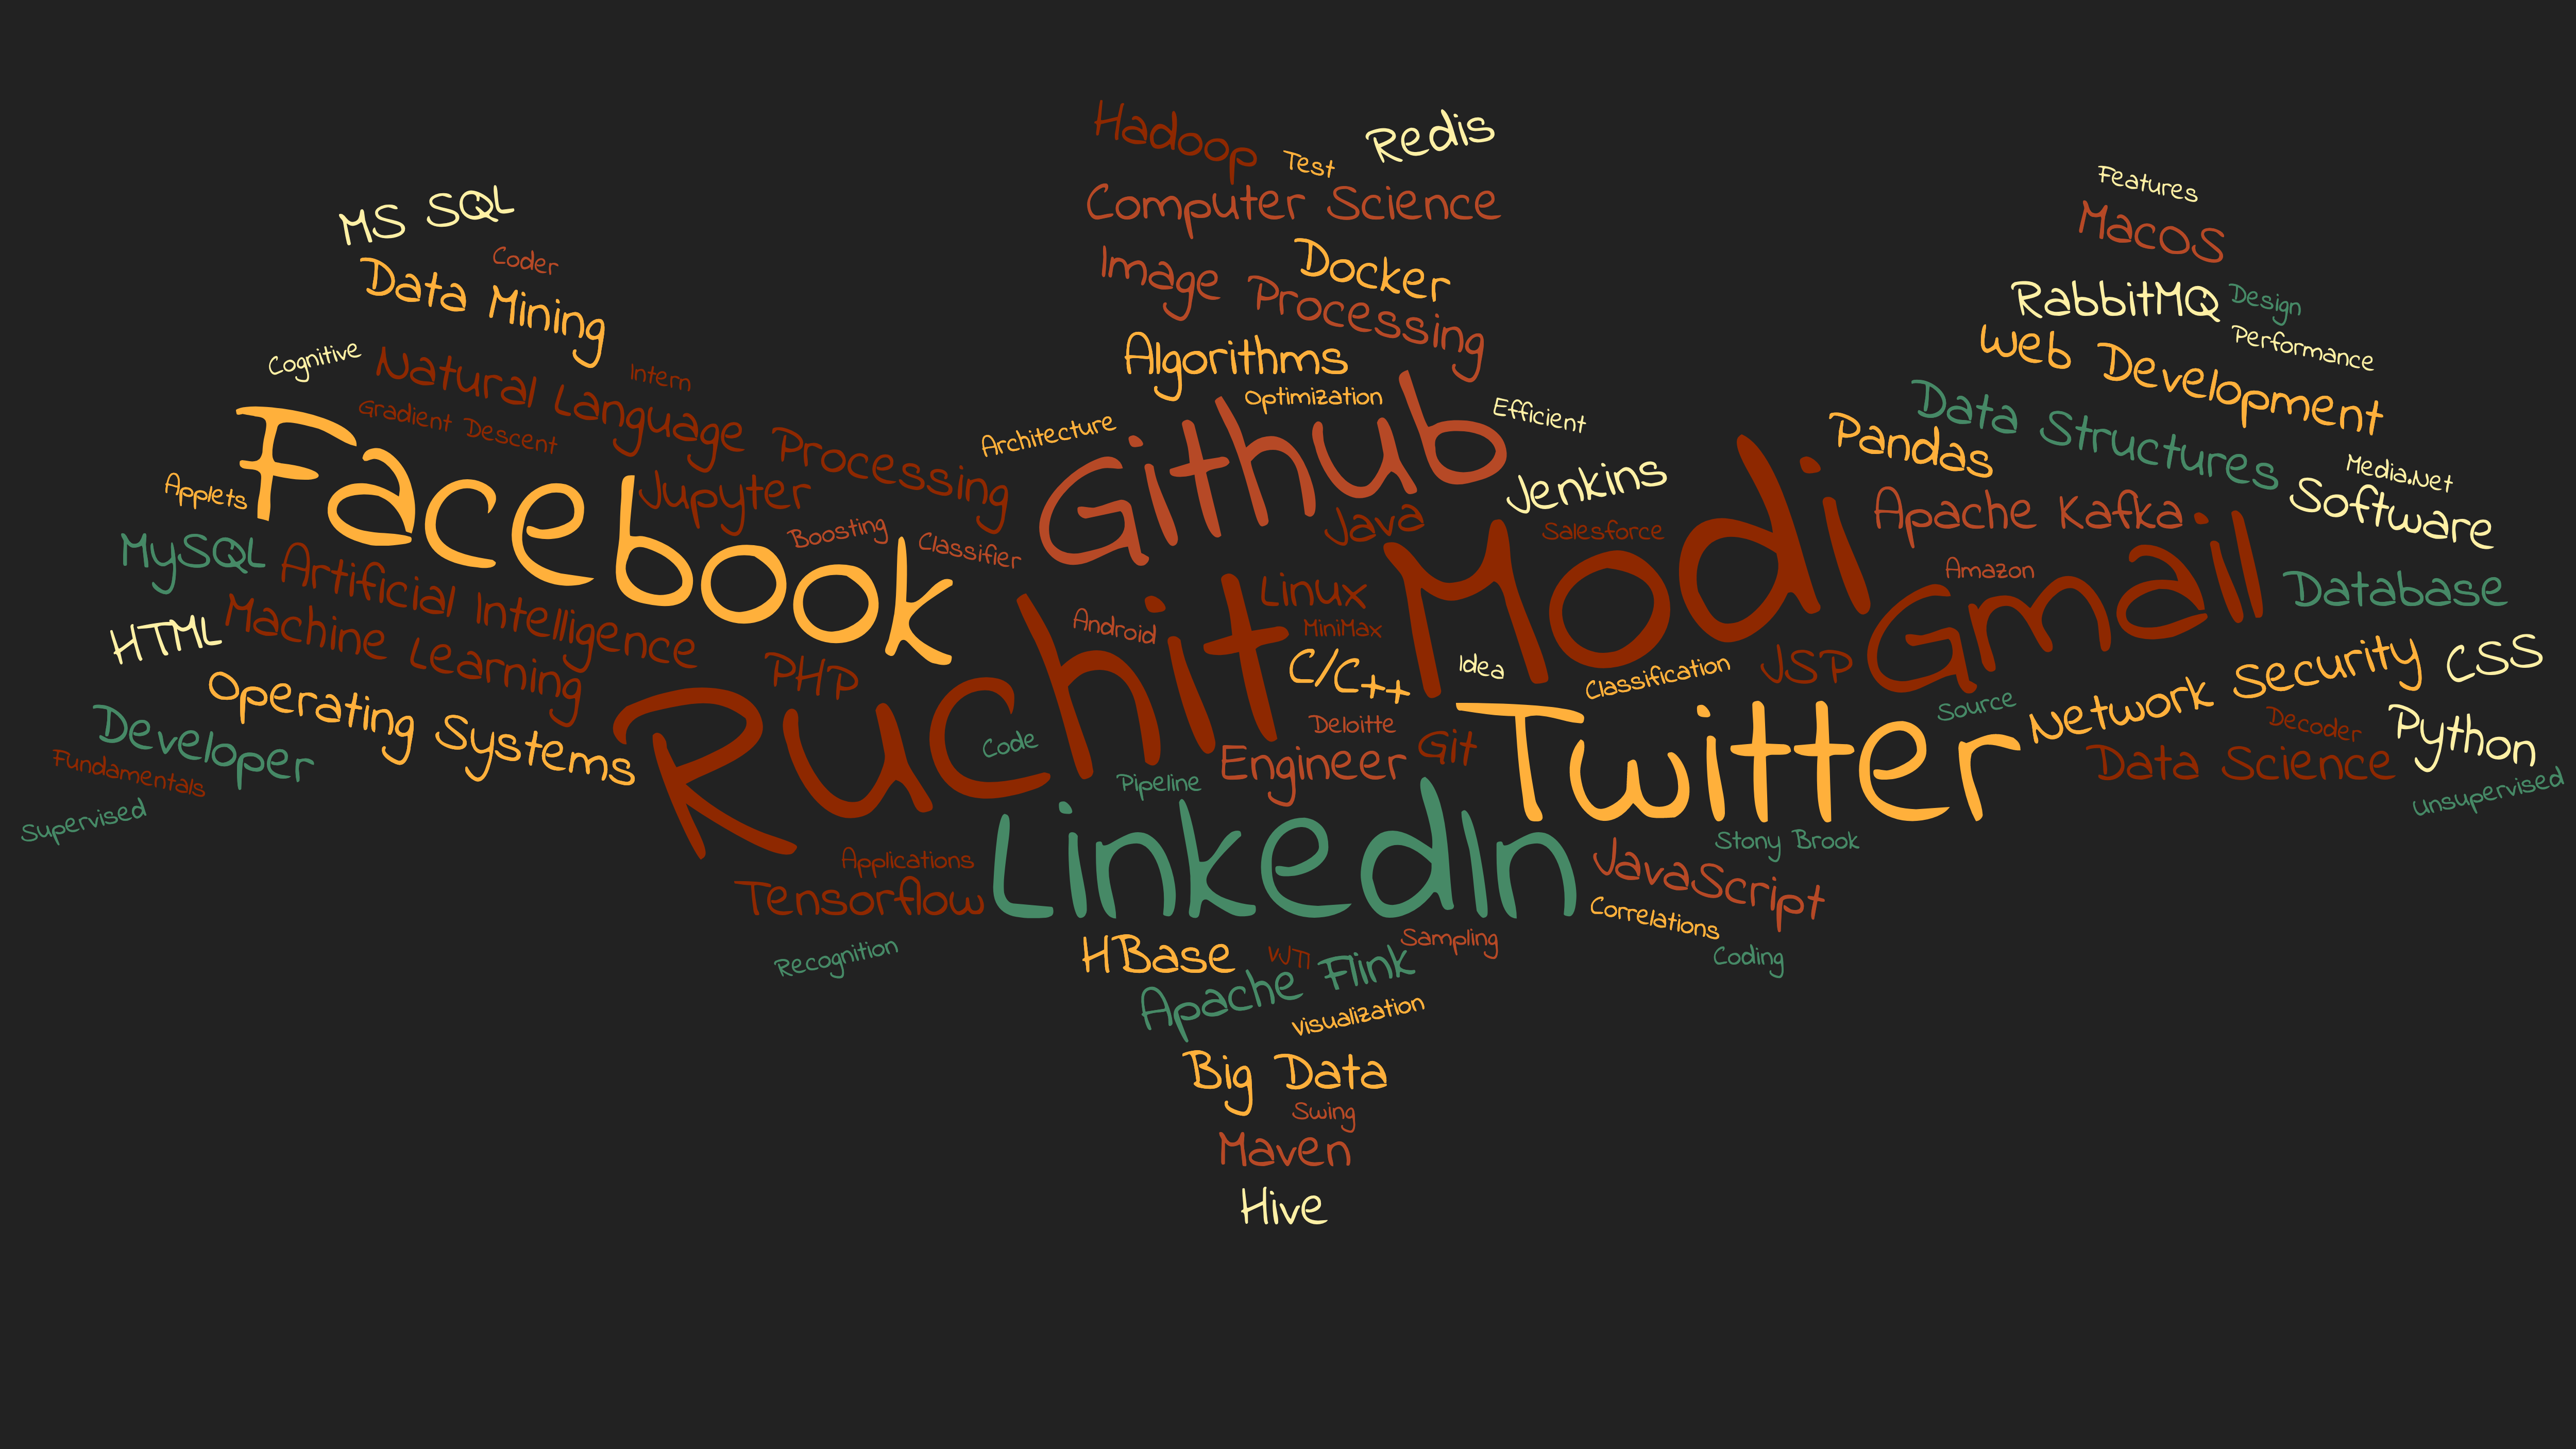 Hadoop
Test
Redis
Computer Science
Image Processing
Docker
Algorithms
Optimization
Architecture
Efficient
Github
Java
Jenkins
MS SQL
Coder
Data Mining
Cognitive
Natural Language Processing
Intern
Gradient Descent
Facebook
Applets
Jupyter
Boosting
Classifier
MySQL
Artificial Intelligence
Machine Learning
HTML
Operating Systems
PHP
Developer
Fundamentals
Supervised
Features
MacOS
RabbitMQ
Design
Performance
Web Development
Data Structures
Pandas
Media.Net
Software
Apache Kafka
Amazon
Gmail
Database
Salesforce
Ruchit Modi
Linux
Android
MiniMax
C/C++
Idea
Classification
JSP
Deloitte
Code
Engineer
Git
Pipeline
Twitter
Source
Network Security
CSS
Decoder
Python
Data Science
Unsupervised
LinkedIn
Applications
Tensorflow
Recognition
Stony Brook
JavaScript
Correlations
Coding
HBase
VJTI
Sampling
Apache Flink
Visualization
Big Data
Swing
Maven
Hive